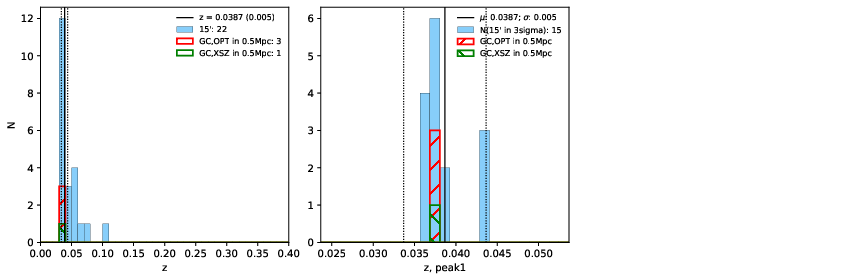 z = 0.0387 (0.005)
15': 22
GC,OPT in 0.5Mpc: 3
GC,XSZ in 0.5Mpc: 1
12
10
8
6
4
2
0
N
0.00 0.05 0.10 0.15 0.20 0.25 0.30 0.35 0.40
z
μ: 0.0387; σ: 0.005
N(15' in 3sigma): 15
GC,OPT in 0.5Mpc
GC,XSZ in 0.5Mpc
6
5
4
3
2
1
0
0.025 0.030 0.035 0.040 0.045 0.050
z, peak1